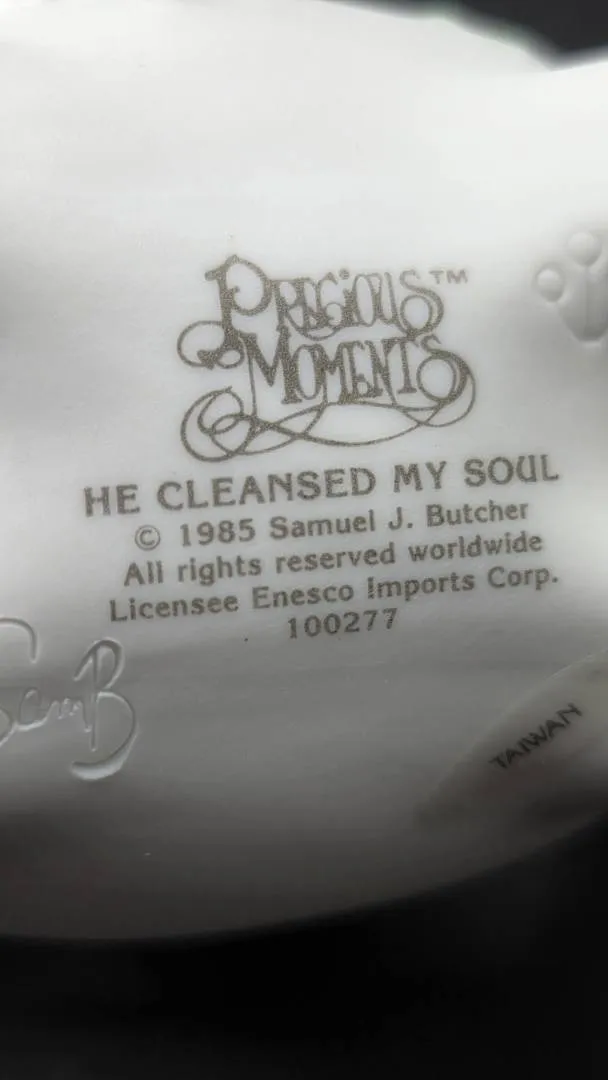 PRECIOUS™
MOMENTS
HE CLEANSED MY SOUL
© 1985 Samuel J. Butcher
All rights reserved worldwide
Licensee Enesco Imports Corp.
100277
SamB
TAIWAN